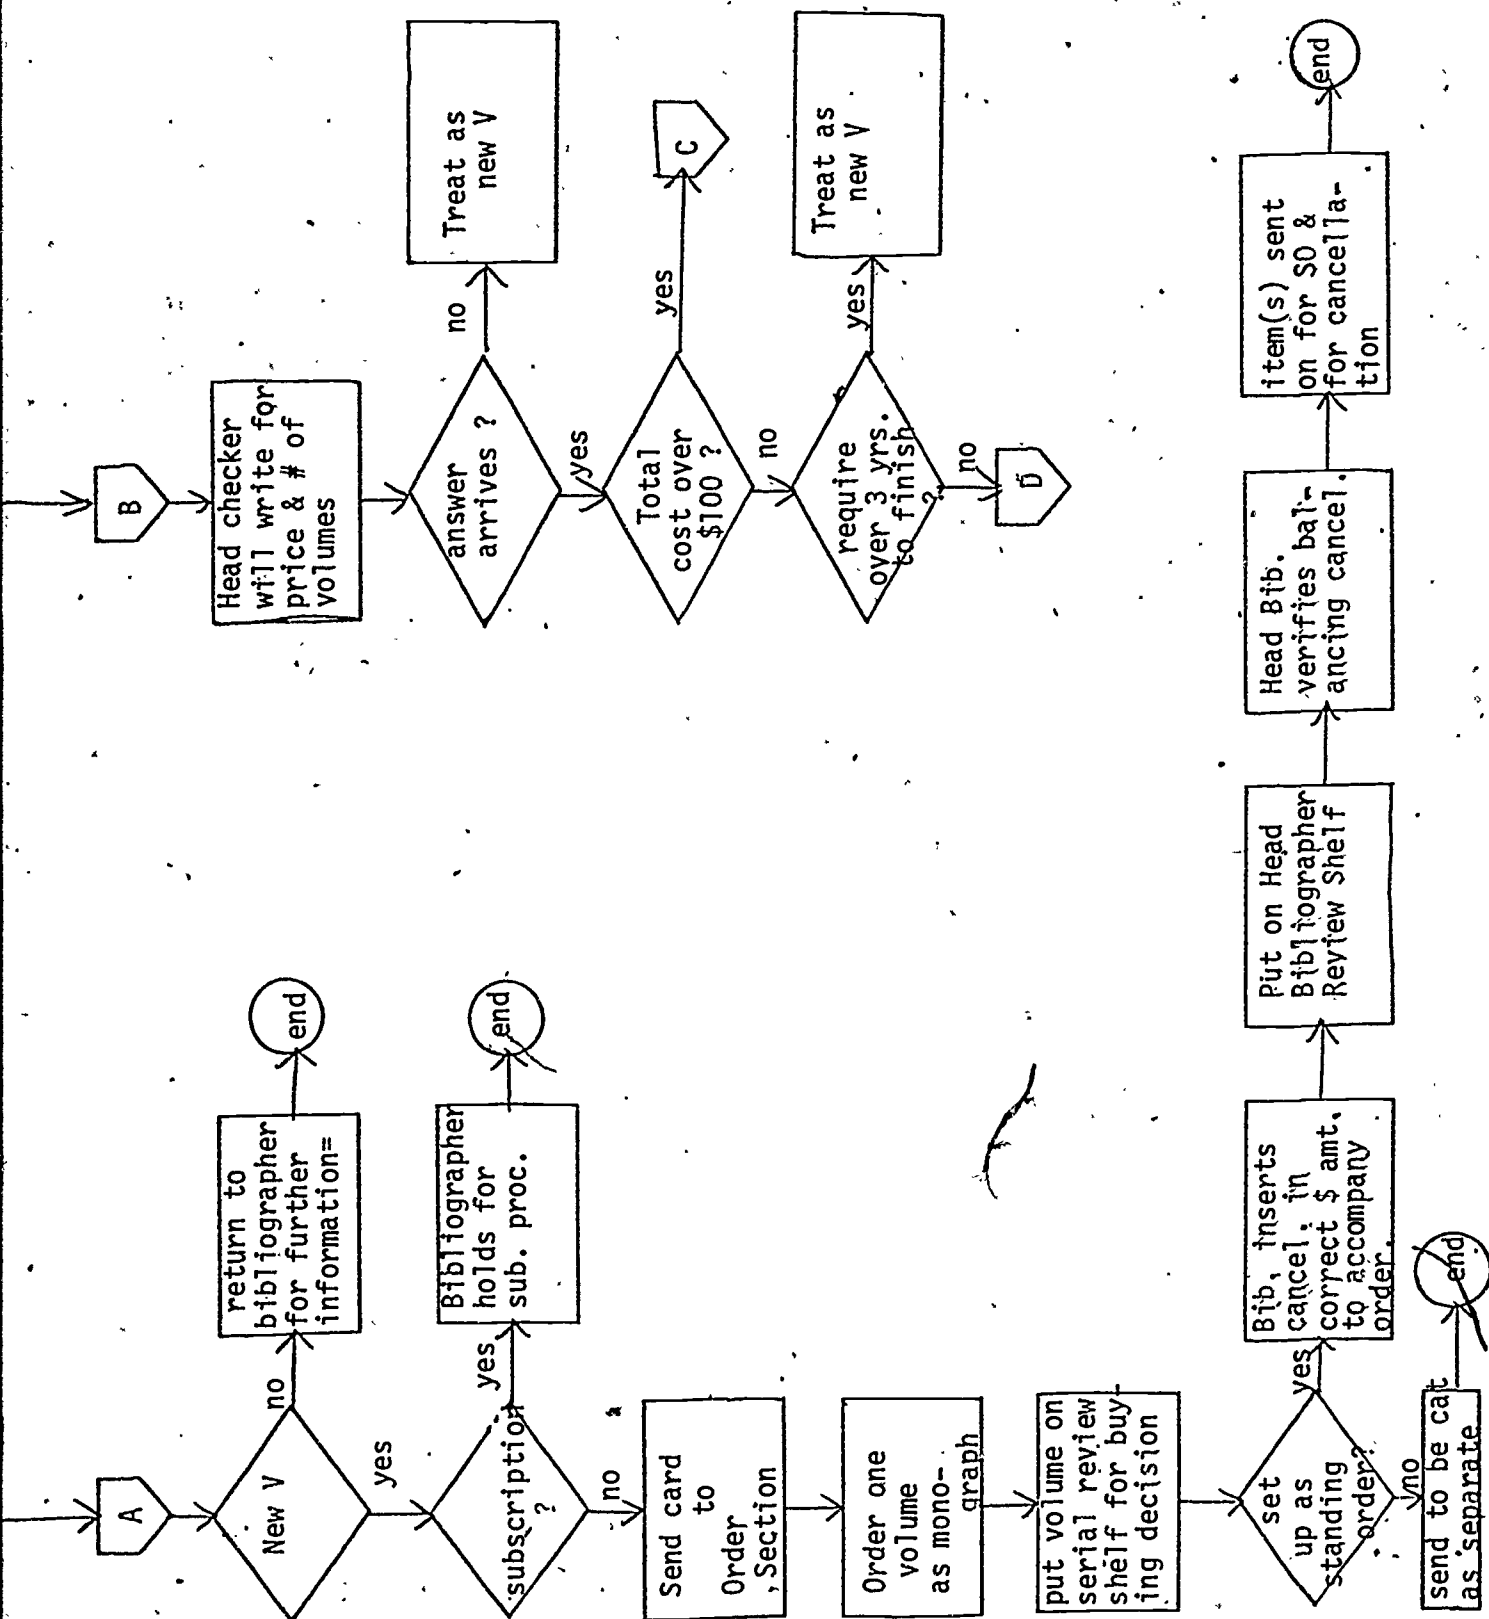 A
New V
no
return to
bibliographer
for further
information=
end
yes
subscription
?
yes
Bibliographer
holds for
sub. proc.
end
no
Send card
to
Order
Section
Order one
volume
as mono-
graph
put volume on
serial review
shelf for buy-
ing decision
set
up as
standing
order?
no
send to be cat
as separate
end
yes
Bib, inserts
cancel. in
correct $ amt.
to accompany
order.
Put on Head
Bibliographer
Review Shelf
Head Bib.
verifies bal-
ancing cancel.
item(s) sent
on for SO &
for cancella-
tion
end
B
Head checker
will write for
price & # of
volumes
answer
arrives ?
no
Treat as
new V
yes
Total
cost over
$100 ?
yes
C
no
require
over 3 yrs.
to finish
?
yes
Treat as
new V
no
D